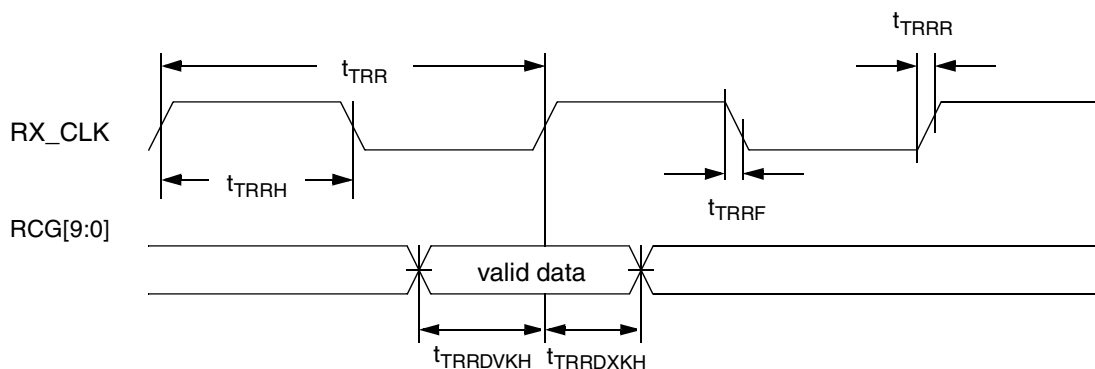 tTRRR
tTRR
RX_CLK
tTRRH
tTRRF
RCG[9:0]
valid data
tTRRDVKH tTRRDXKH